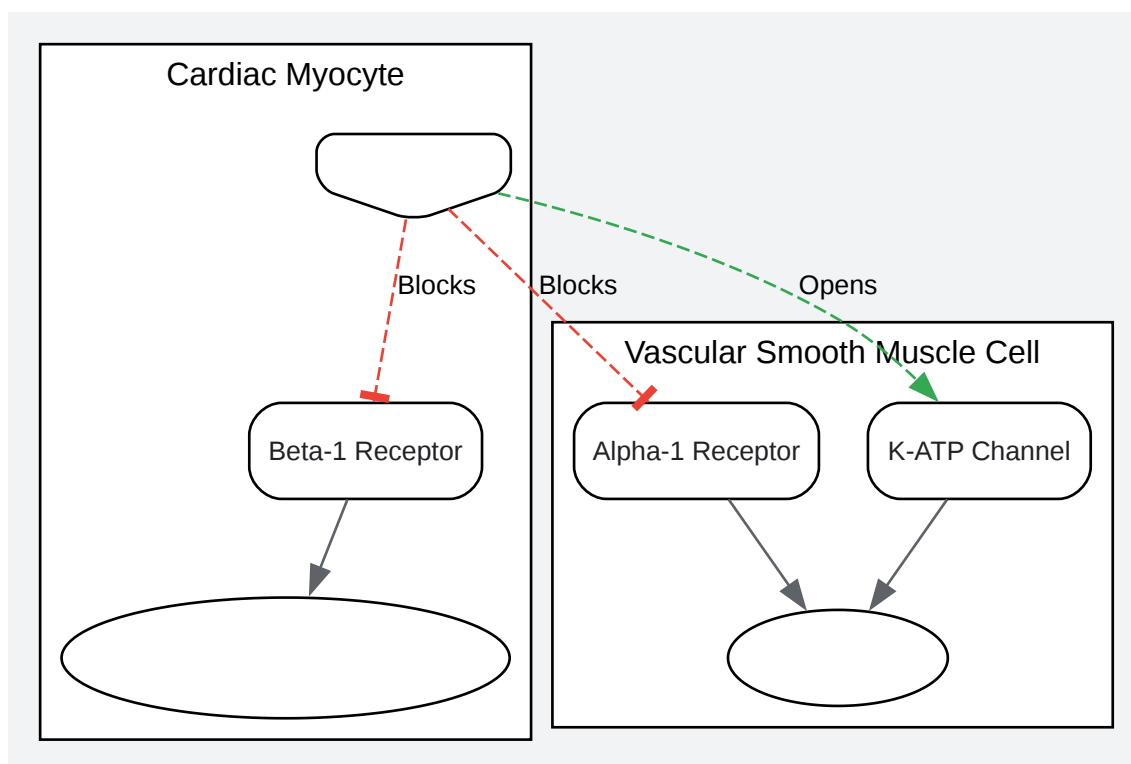 Cardiac Myocyte
Blocks
Blocks
Opens
Vascular Smooth Muscle Cell
Beta-1 Receptor
Alpha-1 Receptor
K-ATP Channel